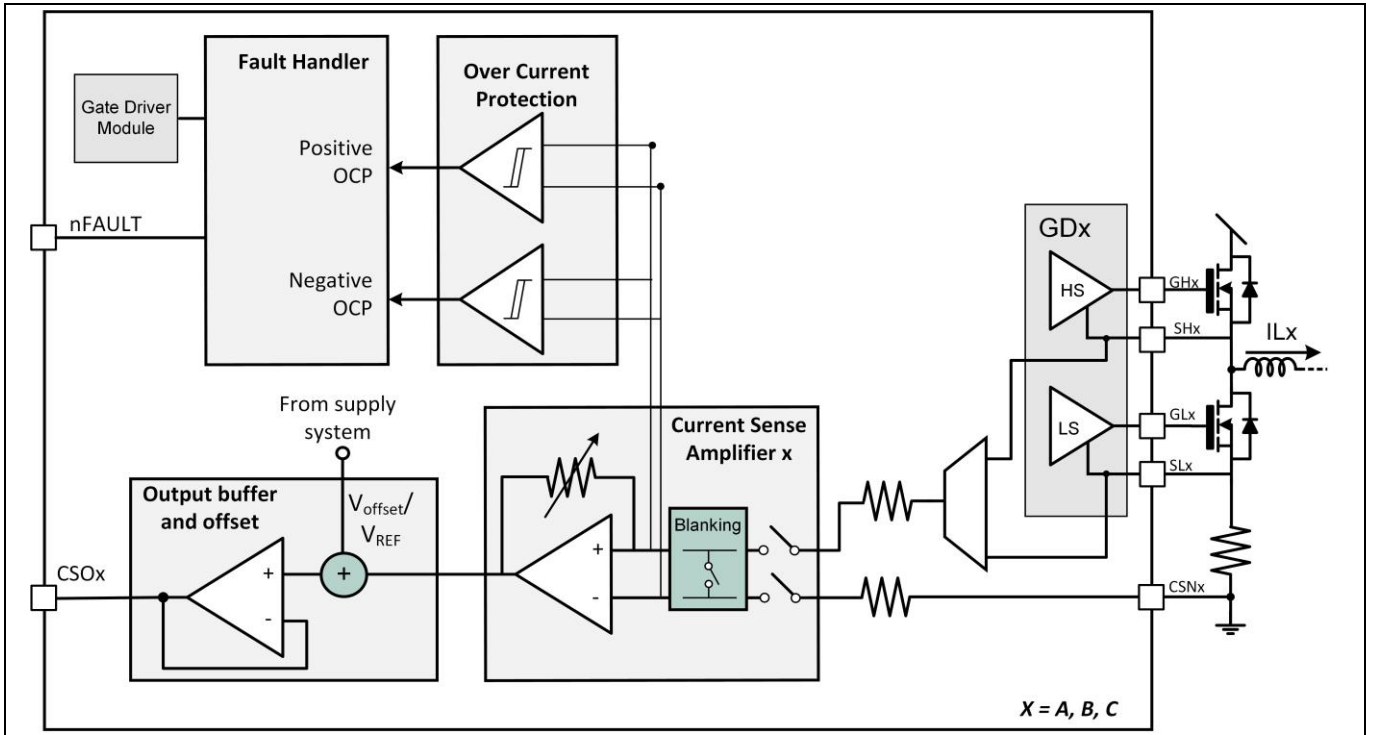 Fault Handler
Over Current
Protection
Gate Driver
Module
Positive
OCP
nFAULT
Negative
OCP
GDx
HS
GHx
SHx
ILx
LS
GLx
SLx
From supply
system
Current Sense
Amplifier x
Output buffer
and offset
Voffset/
VREF
Blanking
+
-
+
+
-
CSOx
CSNx
X = A, B, C